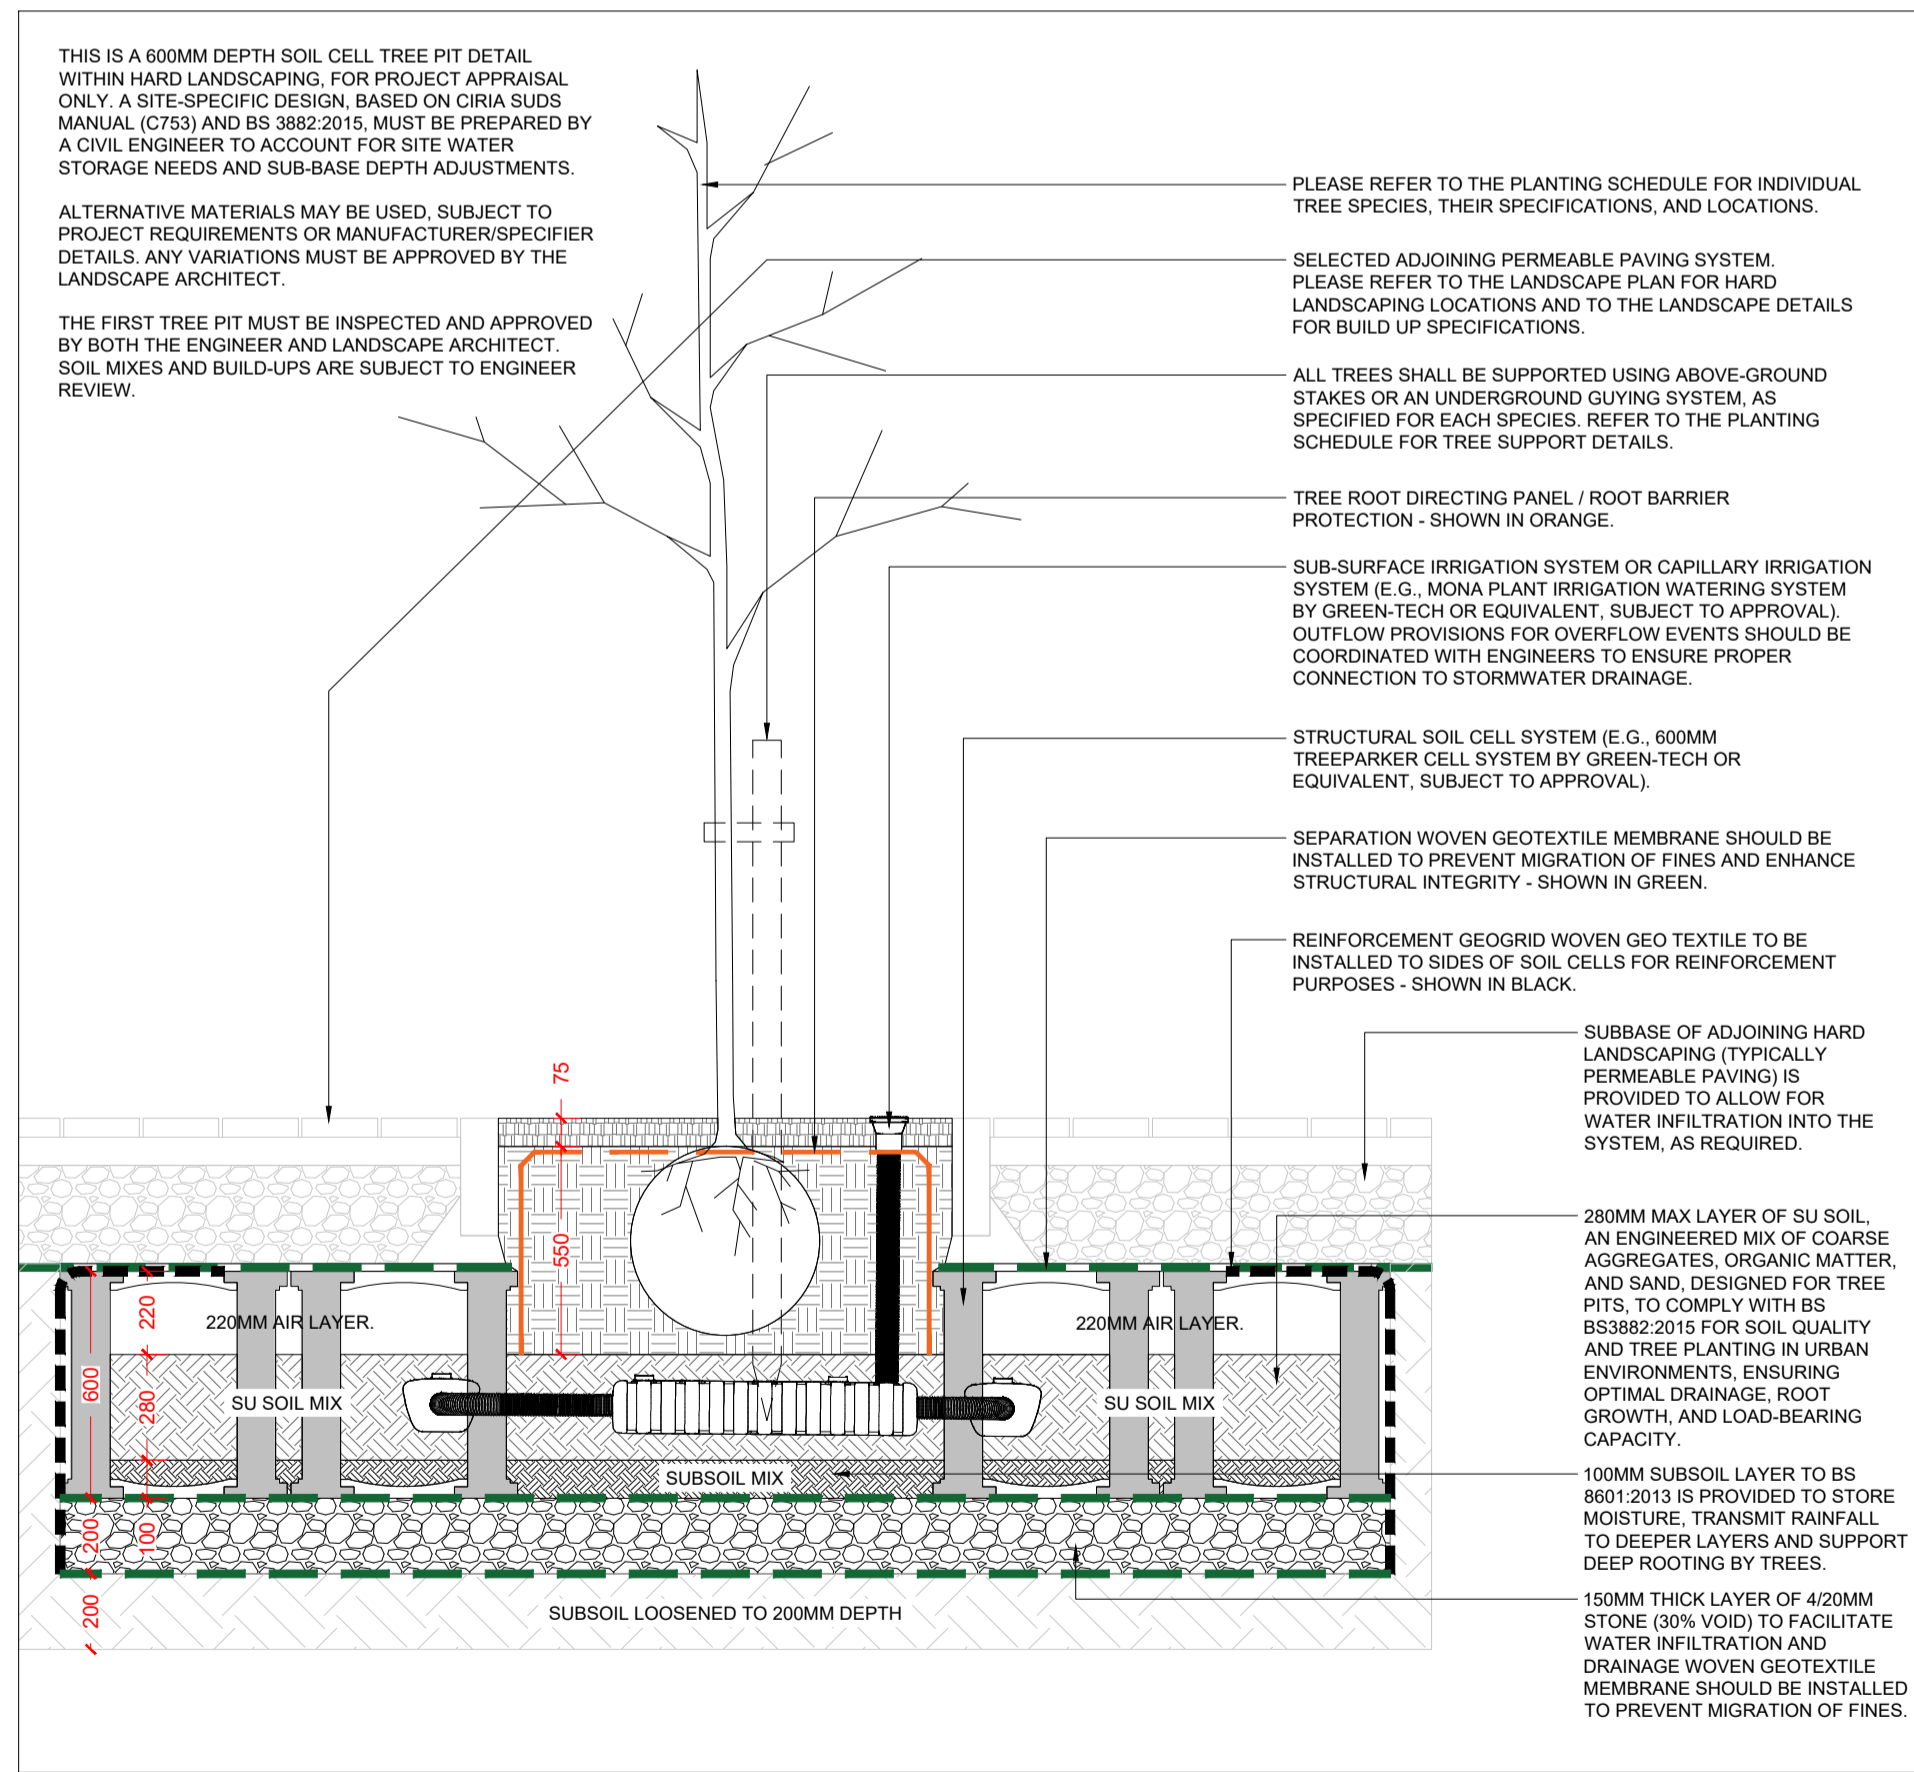 THIS IS A 600MM DEPTH SOIL CELL TREE PIT DETAIL
WITHIN HARD LANDSCAPING, FOR PROJECT APPRAISAL
ONLY. A SITE-SPECIFIC DESIGN, BASED ON CIRIA SUDS
MANUAL (C753) AND BS 3882:2015, MUST BE PREPARED BY
A CIVIL ENGINEER TO ACCOUNT FOR SITE WATER
STORAGE NEEDS AND SUB-BASE DEPTH ADJUSTMENTS.
ALTERNATIVE MATERIALS MAY BE USED, SUBJECT TO
PROJECT REQUIREMENTS OR MANUFACTURER/SPECIFIER
DETAILS. ANY VARIATIONS MUST BE APPROVED BY THE
LANDSCAPE ARCHITECT.
THE FIRST TREE PIT MUST BE INSPECTED AND APPROVED
BY BOTH THE ENGINEER AND LANDSCAPE ARCHITECT.
SOIL MIXES AND BUILD-UPS ARE SUBJECT TO ENGINEER
REVIEW.
PLEASE REFER TO THE PLANTING SCHEDULE FOR INDIVIDUAL
TREE SPECIES, THEIR SPECIFICATIONS, AND LOCATIONS.
SELECTED ADJOINING PERMEABLE PAVING SYSTEM.
PLEASE REFER TO THE LANDSCAPE PLAN FOR HARD
LANDSCAPING LOCATIONS AND TO THE LANDSCAPE DETAILS
FOR BUILD UP SPECIFICATIONS.
ALL TREES SHALL BE SUPPORTED USING ABOVE-GROUND
STAKES OR AN UNDERGROUND GUYING SYSTEM, AS
SPECIFIED FOR EACH SPECIES. REFER TO THE PLANTING
SCHEDULE FOR TREE SUPPORT DETAILS.
TREE ROOT DIRECTING PANEL / ROOT BARRIER
PROTECTION - SHOWN IN ORANGE.
SUB-SURFACE IRRIGATION SYSTEM OR CAPILLARY IRRIGATION
SYSTEM (E.G., MONA PLANT IRRIGATION WATERING SYSTEM
BY GREEN-TECH OR EQUIVALENT, SUBJECT TO APPROVAL).
OUTFLOW PROVISIONS FOR OVERFLOW EVENTS SHOULD BE
COORDINATED WITH ENGINEERS TO ENSURE PROPER
CONNECTION TO STORMWATER DRAINAGE.
STRUCTURAL SOIL CELL SYSTEM (E.G., 600MM
TREEPARKER CELL SYSTEM BY GREEN-TECH OR
EQUIVALENT, SUBJECT TO APPROVAL).
SEPARATION WOVEN GEOTEXTILE MEMBRANE SHOULD BE
INSTALLED TO PREVENT MIGRATION OF FINES AND ENHANCE
STRUCTURAL INTEGRITY - SHOWN IN GREEN.
REINFORCEMENT GEOGRID WOVEN GEO TEXTILE TO BE
INSTALLED TO SIDES OF SOIL CELLS FOR REINFORCEMENT
PURPOSES - SHOWN IN BLACK.
SUBBASE OF ADJOINING HARD
LANDSCAPING (TYPICALLY
PERMEABLE PAVING) IS
PROVIDED TO ALLOW FOR
WATER INFILTRATION INTO THE
SYSTEM, AS REQUIRED.
280MM MAX LAYER OF SU SOIL,
AN ENGINEERED MIX OF COARSE
AGGREGATES, ORGANIC MATTER,
AND SAND, DESIGNED FOR TREE
PITS, TO COMPLY WITH BS
BS3882:2015 FOR SOIL QUALITY
AND TREE PLANTING IN URBAN
ENVIRONMENTS, ENSURING
OPTIMAL DRAINAGE, ROOT
GROWTH, AND LOAD-BEARING
CAPACITY.
100MM SUBSOIL LAYER TO BS
8601:2013 IS PROVIDED TO STORE
MOISTURE, TRANSMIT RAINFALL
TO DEEPER LAYERS AND SUPPORT
DEEP ROOTING BY TREES.
150MM THICK LAYER OF 4/20MM
STONE (30% VOID) TO FACILITATE
WATER INFILTRATION AND
DRAINAGE WOVEN GEOTEXTILE
MEMBRANE SHOULD BE INSTALLED
TO PREVENT MIGRATION OF FINES.
75
550
220
280
100
600
200
200
220MM AIR LAYER.
220MM AIR LAYER.
SU SOIL MIX
SU SOIL MIX
SUBSOIL MIX
SUBSOIL LOOSENED TO 200MM DEPTH